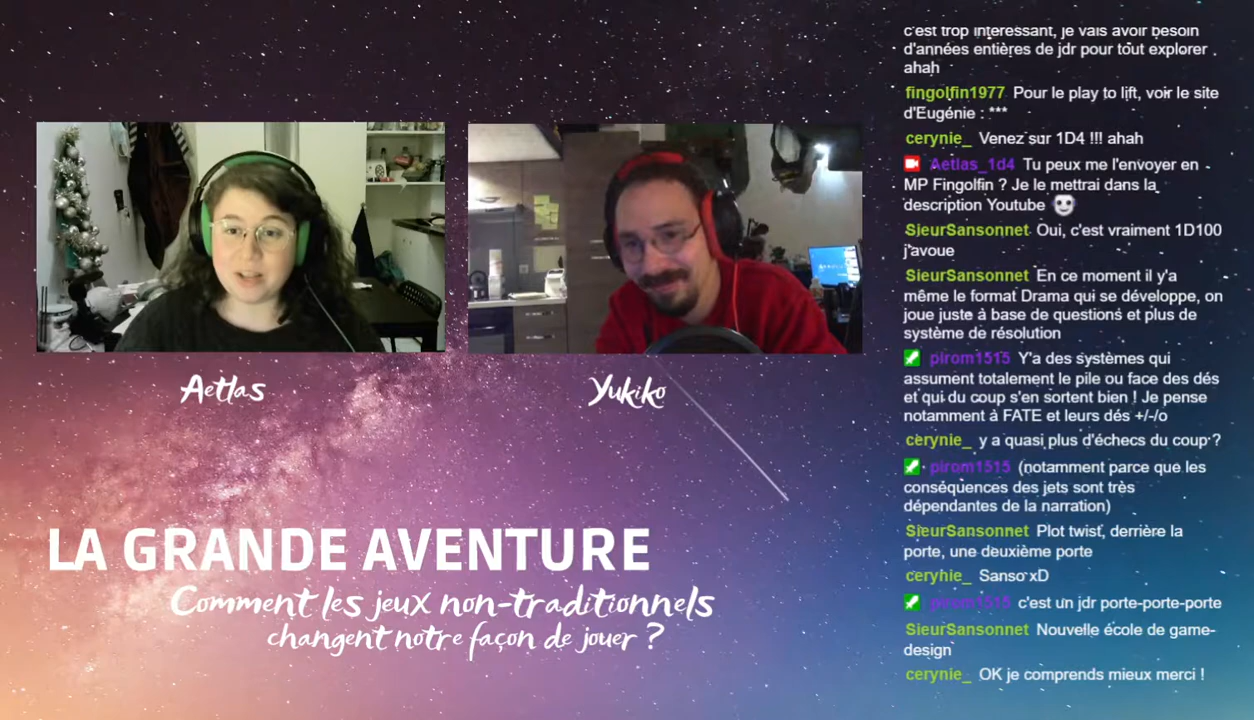 c'est trop intéressant, je vais avoir besoin
d'années entières de jdr pour tout explorer
ahah
fingolfin1977 Pour le play to lift, voir le site
d'Eugénie : ***
cerynie_ Venez sur 1D4 !!! ahah
Aetlas_1d4 Tu peux me l'envoyer en
MP Fingolfin ? Je le mettrai dans la
description Youtube
SieurSansonnet Oui, c'est vraiment 1D100
j'avoue
SieurSansonnet En ce moment il y'a
même le format Drama qui se développe, on
joue juste à base de questions et plus de
système de résolution
pirom1515 Y'a des systèmes qui
assument totalement le pile ou face des dés
et qui du coup s'en sortent bien ! Je pense
notamment à FATE et leurs dés +/-/o
cerynie_ y a quasi plus d'échecs du coup ?
pirom1515 (notamment parce que les
conséquences des jets sont très
dépendantes de la narration)
SieurSansonnet Plot twist, derrière la
porte, une deuxième porte
cerynie_ Sanso xD
pirom1515 c'est un jdr porte-porte-porte
SieurSansonnet Nouvelle école de game-
design
cerynie_ OK je comprends mieux merci !
Aetlas
Yukiko
LA GRANDE AVENTURE
Comment les jeux non-traditionnels
changent notre façon de jouer ?